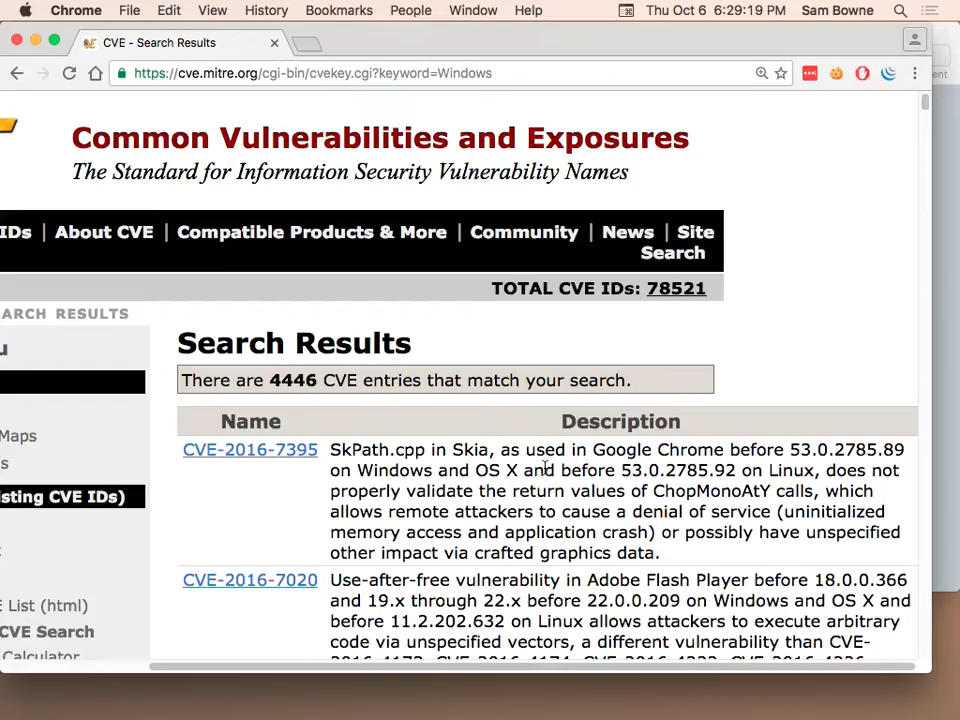 Chrome File Edit View History Bookmarks People Window Help Thu Oct 6 6:29:19 PM Sam Bowne
CVE - Search Results
https://cve.mitre.org/cgi-bin/cvekey.cgi?keyword=Windows
Common Vulnerabilities and Exposures
The Standard for Information Security Vulnerability Names
IDs | About CVE | Compatible Products & More | Community | News | Site
Search
TOTAL CVE IDs: 78521
ARCH RESULTS
u
Search Results
There are 4446 CVE entries that match your search.
Name Description
Maps
s
isting CVE IDs)
CVE-2016-7395 SkPath.cpp in Skia, as used in Google Chrome before 53.0.2785.89
on Windows and OS X and before 53.0.2785.92 on Linux, does not
properly validate the return values of ChopMonoAtY calls, which
allows remote attackers to cause a denial of service (uninitialized
memory access and application crash) or possibly have unspecified
other impact via crafted graphics data.
CVE-2016-7020 Use-after-free vulnerability in Adobe Flash Player before 18.0.0.366
and 19.x through 22.x before 22.0.0.209 on Windows and OS X and
before 11.2.202.632 on Linux allows attackers to execute arbitrary
code via unspecified vectors, a different vulnerability than CVE-
E List (html)
CVE Search
Calculator